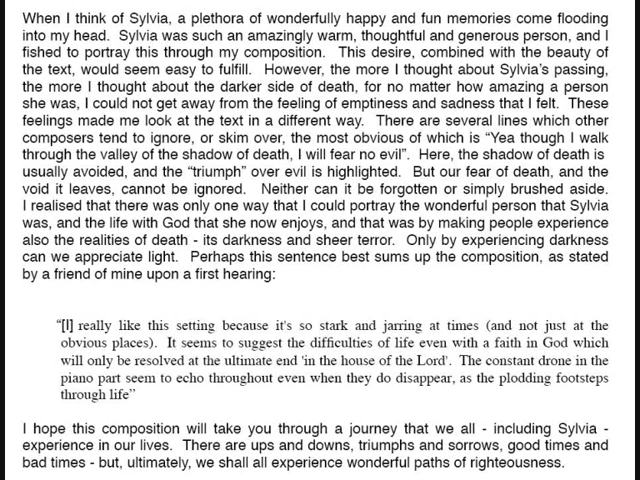 When I think of Sylvia, a plethora of wonderfully happy and fun memories come flooding
into my head. Sylvia was such an amazingly warm, thoughtful and generous person, and I
fished to portray this through my composition. This desire, combined with the beauty of
the text, would seem easy to fulfill. However, the more I thought about Sylvia's passing,
the more I thought about the darker side of death, for no matter how amazing a person
she was, I could not get away from the feeling of emptiness and sadness that I felt. These
feelings made me look at the text in a different way. There are several lines which other
composers tend to ignore, or skim over, the most obvious of which is “Yea though I walk
through the valley of the shadow of death, I will fear no evil”. Here, the shadow of death is
usually avoided, and the “triumph” over evil is highlighted. But our fear of death, and the
void it leaves, cannot be ignored. Neither can it be forgotten or simply brushed aside.
I realised that there was only one way that I could portray the wonderful person that Sylvia
was, and the life with God that she now enjoys, and that was by making people experience
also the realities of death - its darkness and sheer terror. Only by experiencing darkness
can we appreciate light. Perhaps this sentence best sums up the composition, as stated
by a friend of mine upon a first hearing:
“[I] really like this setting because it's so stark and jarring at times (and not just at the
obvious places). It seems to suggest the difficulties of life even with a faith in God which
will only be resolved at the ultimate end 'in the house of the Lord'. The constant drone in the
piano part seem to echo throughout even when they do disappear, as the plodding footsteps
through life”
I hope this composition will take you through a journey that we all - including Sylvia -
experience in our lives. There are ups and downs, triumphs and sorrows, good times and
bad times - but, ultimately, we shall all experience wonderful paths of righteousness.